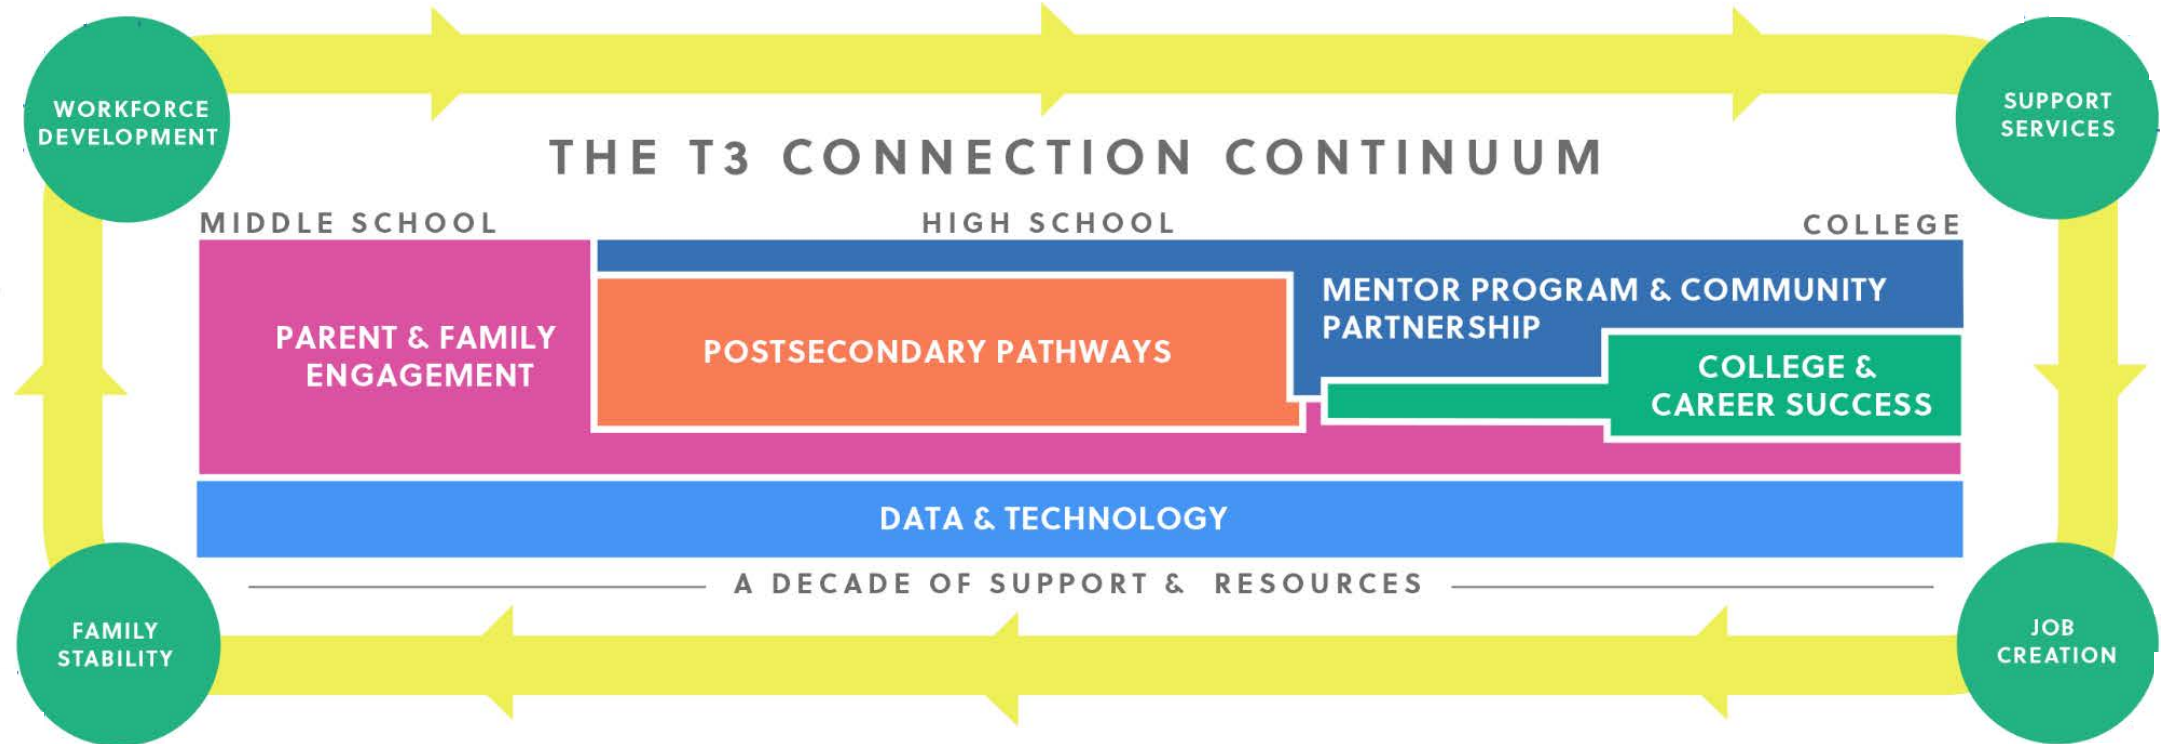 WORKFORCE
DEVELOPMENT
SUPPORT
SERVICES
THE T3 CONNECTION CONTINUUM
MIDDLE SCHOOL
HIGH SCHOOL
COLLEGE
PARENT & FAMILY
ENGAGEMENT
POSTSECONDARY PATHWAYS
MENTOR PROGRAM & COMMUNITY
PARTNERSHIP
COLLEGE &
CAREER SUCCESS
DATA & TECHNOLOGY
A DECADE OF SUPPORT & RESOURCES
FAMILY
STABILITY
JOB
CREATION